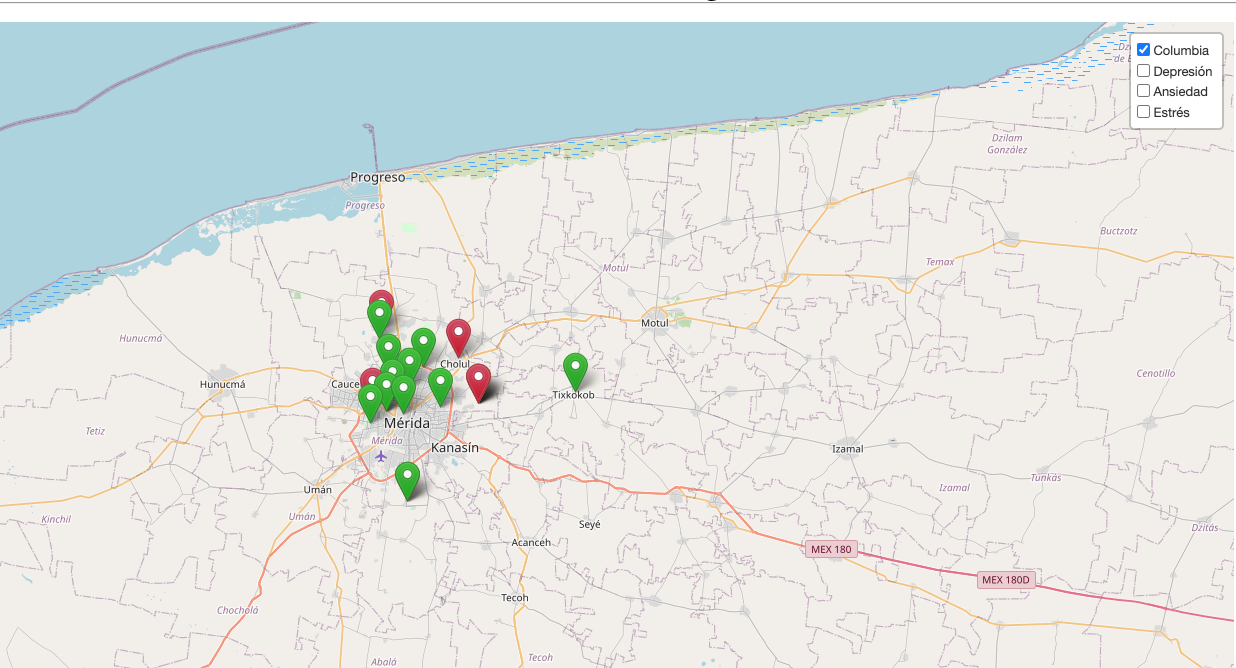 Columbia
Depresión
Ansiedad
Estrés
Dzilam
González
Progreso
Progreso
Buctzotz
Temax
Motul
Motul
Hunucmá
Cholul
Cenotillo
Hunucmá
Cauce
Tixkokob
Mérida
Tetiz
Mérida
Kanasín
Izamal
Tunkás
Umán
Izamal
Umán
Kinchil
Seyé
Dzitás
Acanceh
MEX 180
MEX 180D
Tecoh
Chocholá
Tecoh
Abalá